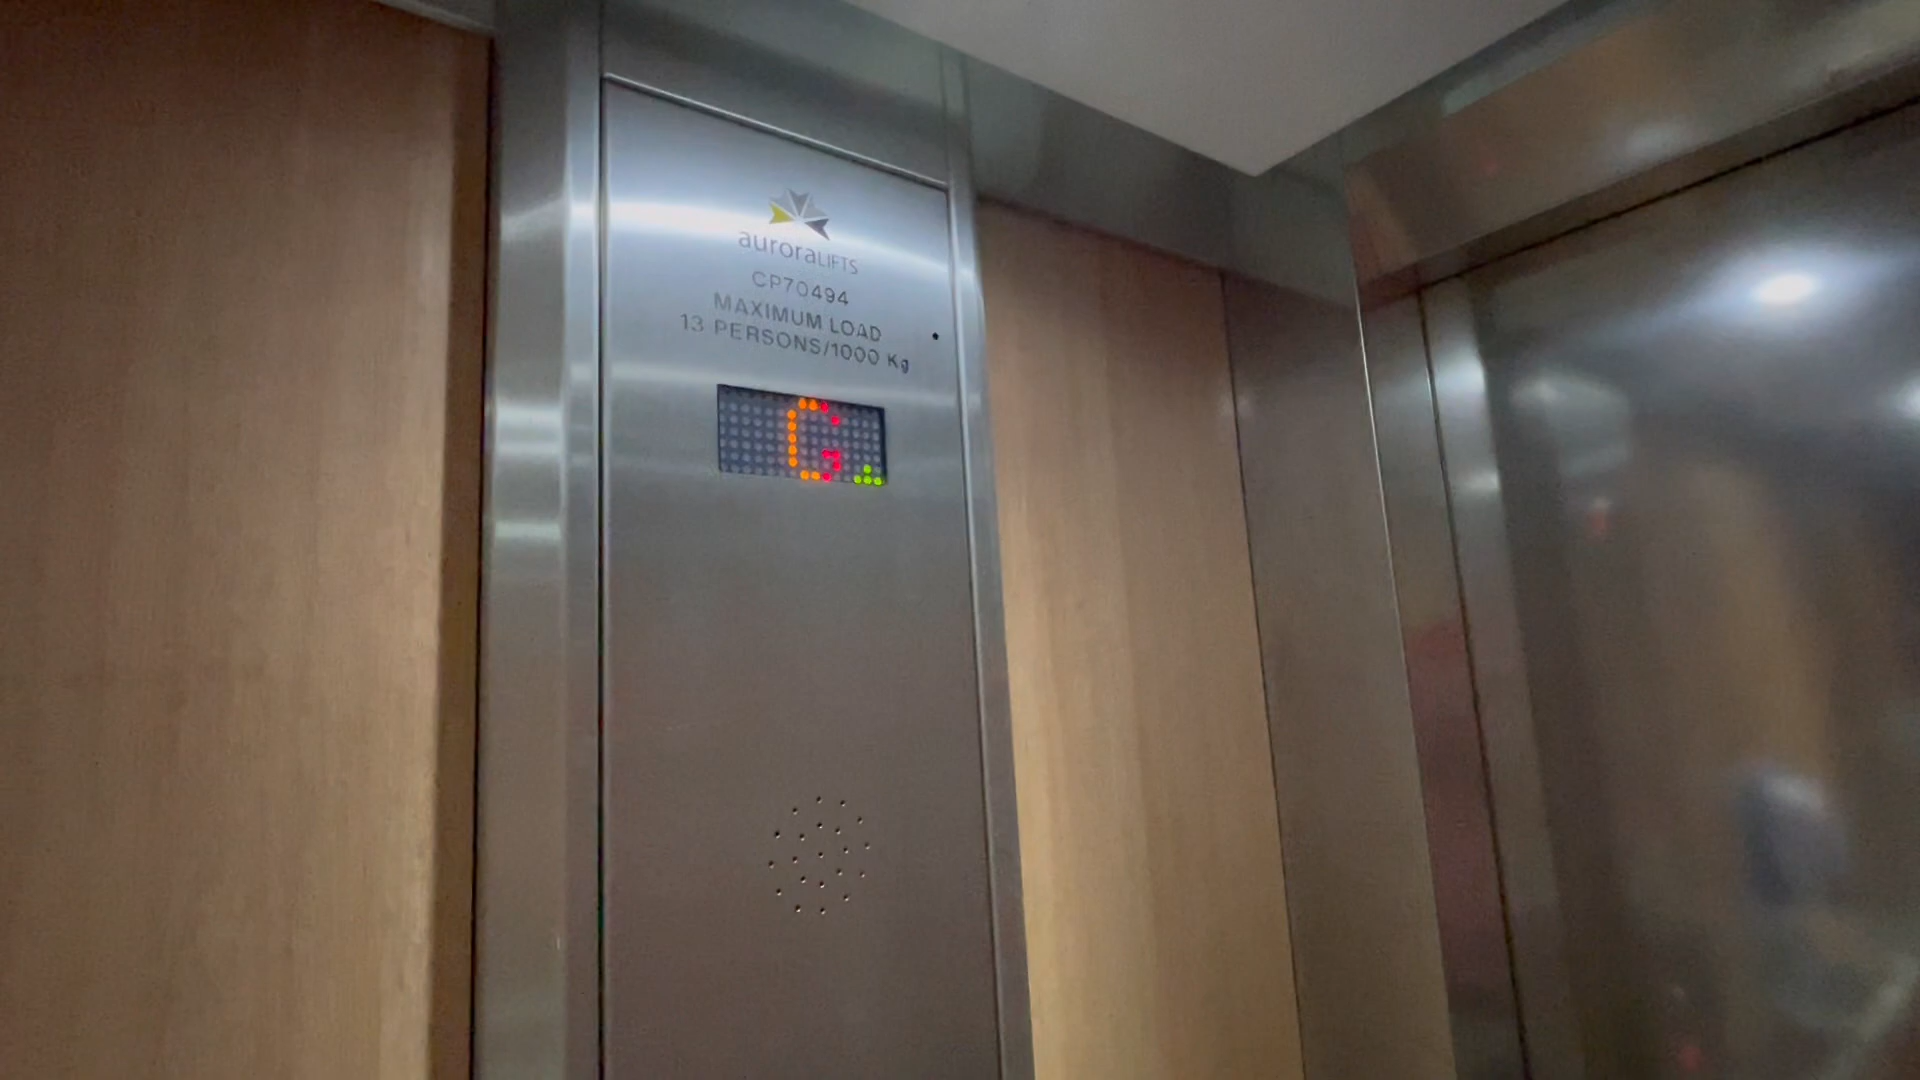 auroraLIFTS
CP70494
MAXIMUM LOAD
13 PERSONS/1000 Kg
G